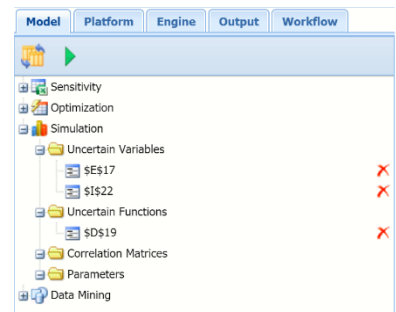 Model Platform Engine Output Workflow
Sensitivity
Optimization
Simulation
Uncertain Variables
$E$17
$I$22
Uncertain Functions
$D$19
Correlation Matrices
Parameters
Data Mining